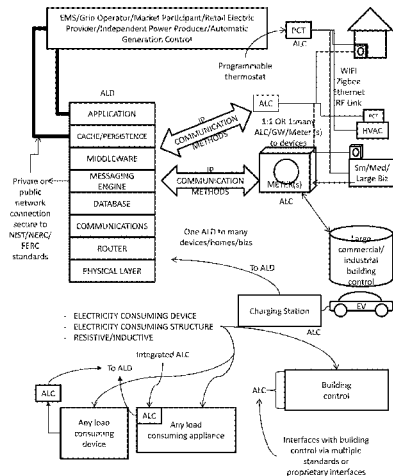 EMS/Grin Operator/Market Participant/Retail Electric
Provider/Independent Power Producer/Automatic
Generation Control
PCT
ALC
Programmable
thermostat
WIFI
Zigbee
Ethernet
RF Link
ALD
APPLICATION
CACHE/PERSISTENCE
MIDDLEWARE
MESSAGING
ENGINE
DATABASE
COMMUNICATIONS
ROUTER
PHYSICAL LAYER
IP
COMMUNICATION
METHODS
ALC
1:1 OR 1:many
ALC/GW/Meter(s)
to devices
PCT
HVAC
IP
COMMUNICATION
METHODS
METER(s)
ALC
Sm/Med/
Large Biz
Private or
public
network
connection
secure to
NIST/NERC/
FERC
standards
One ALD to many
devices/homes/bizs
Large
commercial/
industrial
building
control
To ALD
Charging Station
ALC
EV
- ELECTRICITY CONSUMING DEVICE
- ELECTRICITY CONSUMING STRUCTURE
- RESISTIVE/INDUCTIVE
Integrated ALC
To ALD
ALC
ALC
Any load
consuming
device
Any load
consuming appliance
ALC
Building
control
Interfaces with building
control via multiple
standards or
proprietary interfaces